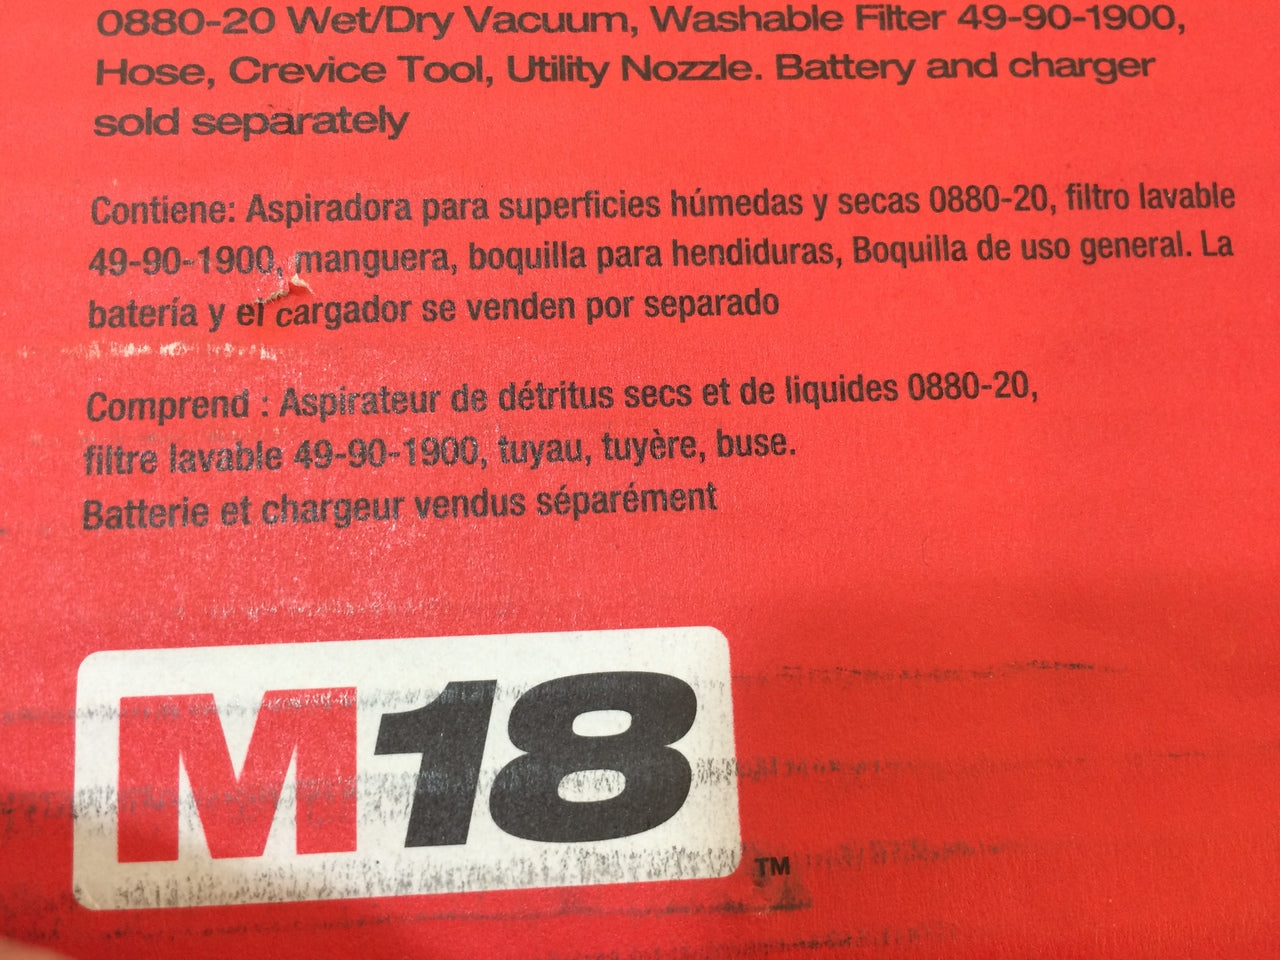 0880-20 Wet/Dry Vacuum, Washable Filter 49-90-1900,
Hose, Crevice Tool, Utility Nozzle. Battery and charger
sold separately
Contiene: Aspiradora para superficies húmedas y secas 0880-20, filtro lavable
49-90-1900, manguera, boquilla para hendiduras, Boquilla de uso general. La
batería y el cargador se venden por separado
Comprend : Aspirateur de détritus secs et de liquides 0880-20,
filtre lavable 49-90-1900, tuyau, tuyère, buse.
Batterie et chargeur vendus séparément
M18
TM